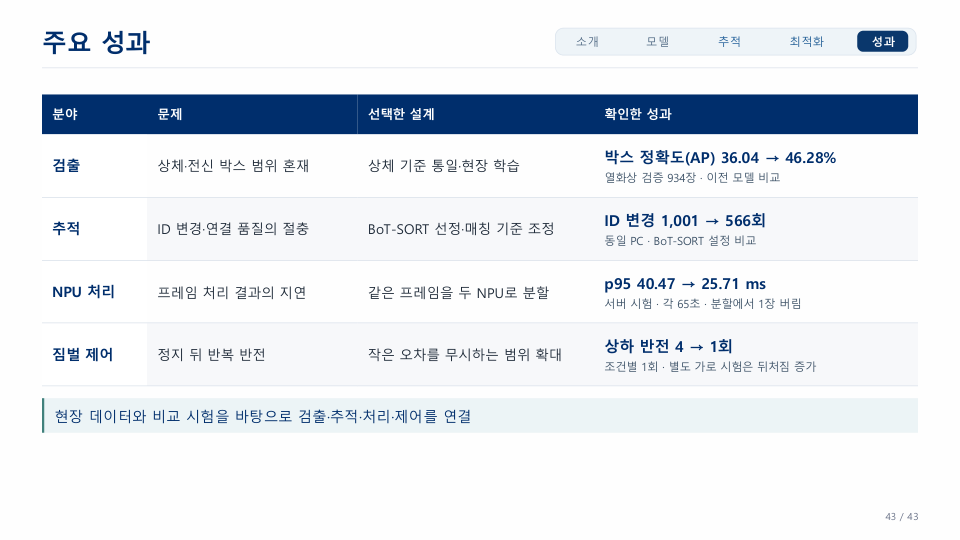 주요 성과
소개 모델 추적 최적화 성과
분야 문제 선택한 설계 확인한 성과
검출 상체·전신 박스 범위 혼재 상체 기준 통일·현장 학습 박스 정확도(AP) 36.04 → 46.28%
열화상 검증 934장 · 이전 모델 비교
추적 ID 변경·연결 품질의 절충 BoT-SORT 선정·매칭 기준 조정 ID 변경 1,001 → 566회
동일 PC · BoT-SORT 설정 비교
NPU 처리 프레임 처리 결과의 지연 같은 프레임을 두 NPU로 분할 p95 40.47 → 25.71 ms
서버 시험 · 각 65초 · 분할에서 1장 버림
짐벌 제어 정지 뒤 반복 반전 작은 오차를 무시하는 범위 확대 상하 반전 4 → 1회
조건별 1회 · 별도 가로 시험은 뒤처짐 증가
현장 데이터와 비교 시험을 바탕으로 검출·추적·처리·제어를 연결
43 / 43